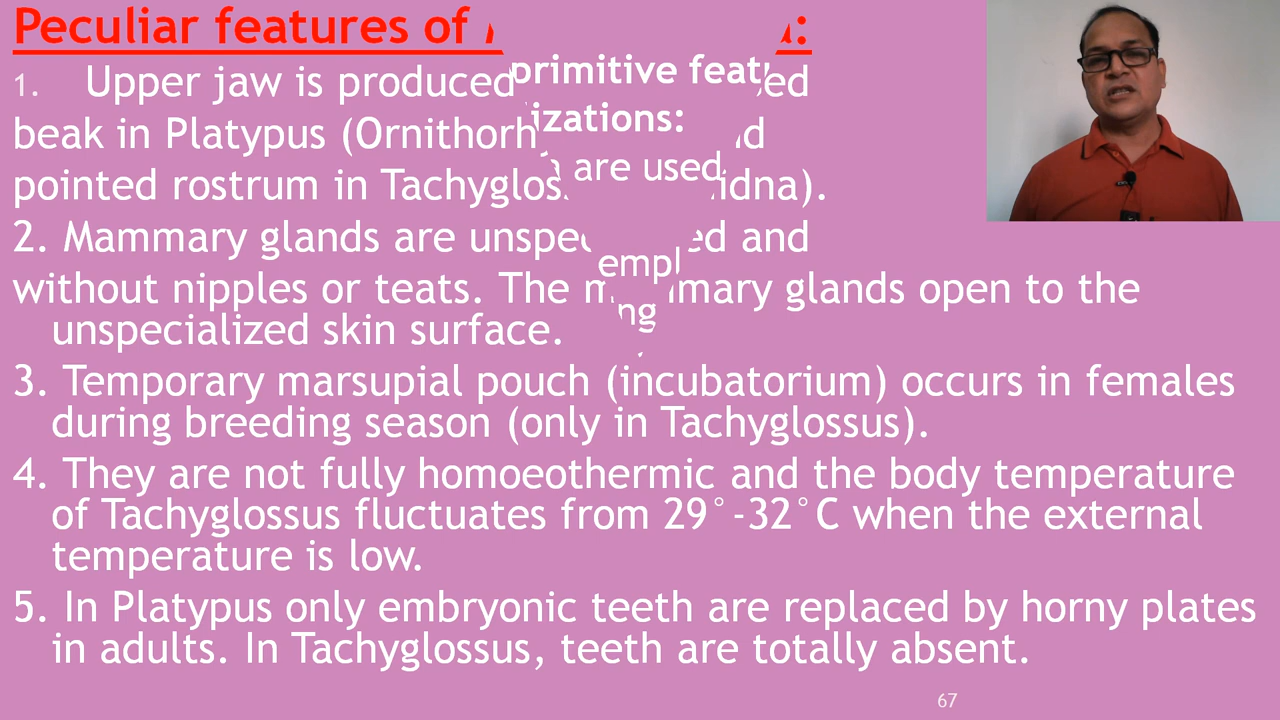 Peculiar features of
1. Upper jaw is produced
primitive
beak in Platypus (Ornithorh
izations:
are used
pointed rostrum in Tachyglos idna).
2. Mammary glands are and
empl
without nipples or teats. The mammary glands open to the
ng
unspecialized skin surface.
3. Temporary marsupial pouch (incubatorium) occurs in females
during breeding season (only in Tachyglossus).
4. They are not fully homoeothermic and the body temperature
of Tachyglossus fluctuates from 29°-32°C when the external
temperature is low.
5. In Platypus only embryonic teeth are replaced by horny plates
in adults. In Tachyglossus, teeth are totally absent.
67